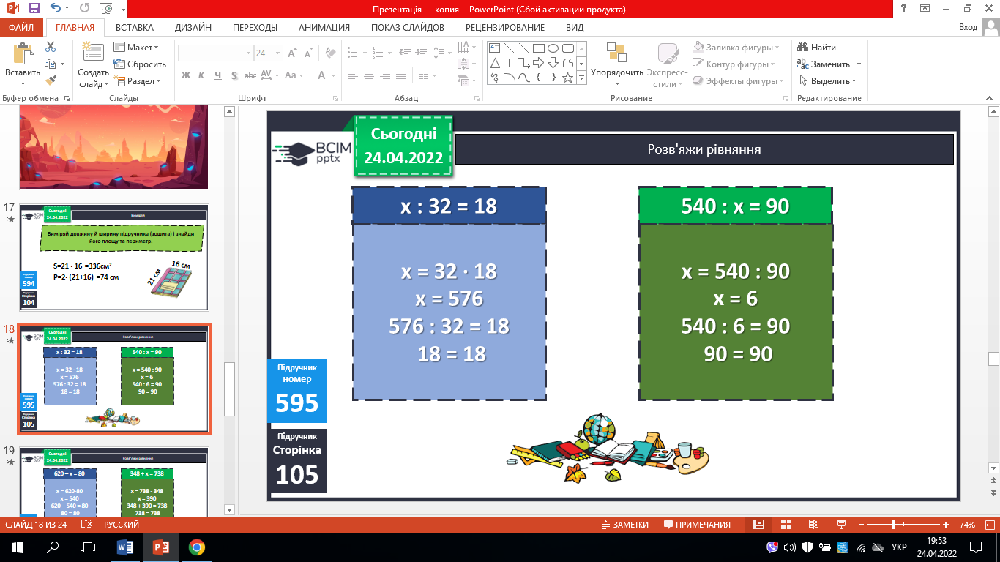 Презентація — копия - PowerPoint (Сбой активации продукта)
ФАЙЛ ГЛАВНАЯ ВСТАВКА ДИЗАЙН ПЕРЕХОДЫ АНИМАЦИЯ ПОКАЗ СЛАЙДОВ РЕЦЕНЗИРОВАНИЕ ВИД Вход
Вставить
Буфер обмена
Создать слайд
Макет
Сбросить
Раздел
Слайды
24
Ж К Ч S abc AV Aa A
Шрифт
Абзац
Упорядочить
Экспресс-стили
Заливка фигуры
Контур фигуры
Эффекты фигуры
Рисование
Найти
Заменить
Выделить
Редактирование
17
Сьогодні
24.04.2022
Виміряй
Виміряй довжину й ширину підручника (зошита) і знайди
його площу та периметр.
S=21 · 16 =336см²
P=2· (21+16) =74 см
16 см
21 см
Підручник номер
594
Підручник Сторінка
104
18
Сьогодні
24.04.2022
Розв'яжи рівняння
х : 32 = 18
х = 32 · 18
х = 576
576 : 32 = 18
18 = 18
540 : х = 90
х = 540 : 90
х = 6
540 : 6 = 90
90 = 90
595
105
19
Сьогодні
24.04.2022
Розв'яжи рівняння
620 – х = 80
х = 620-80
х = 540
620 – 540 = 80
80 = 80
348 + х = 738
х = 738 - 348
х = 390
348 + 390 = 738
738 = 738
ВСІМ
pptx
Сьогодні
24.04.2022
Розв'яжи рівняння
х : 32 = 18
х = 32 · 18
х = 576
576 : 32 = 18
18 = 18
540 : х = 90
х = 540 : 90
х = 6
540 : 6 = 90
90 = 90
Підручник
номер
595
Підручник
Сторінка
105
СЛАЙД 18 ИЗ 24 РУССКИЙ ЗАМЕТКИ ПРИМЕЧАНИЯ 74%
УКР
19:53
24.04.2022